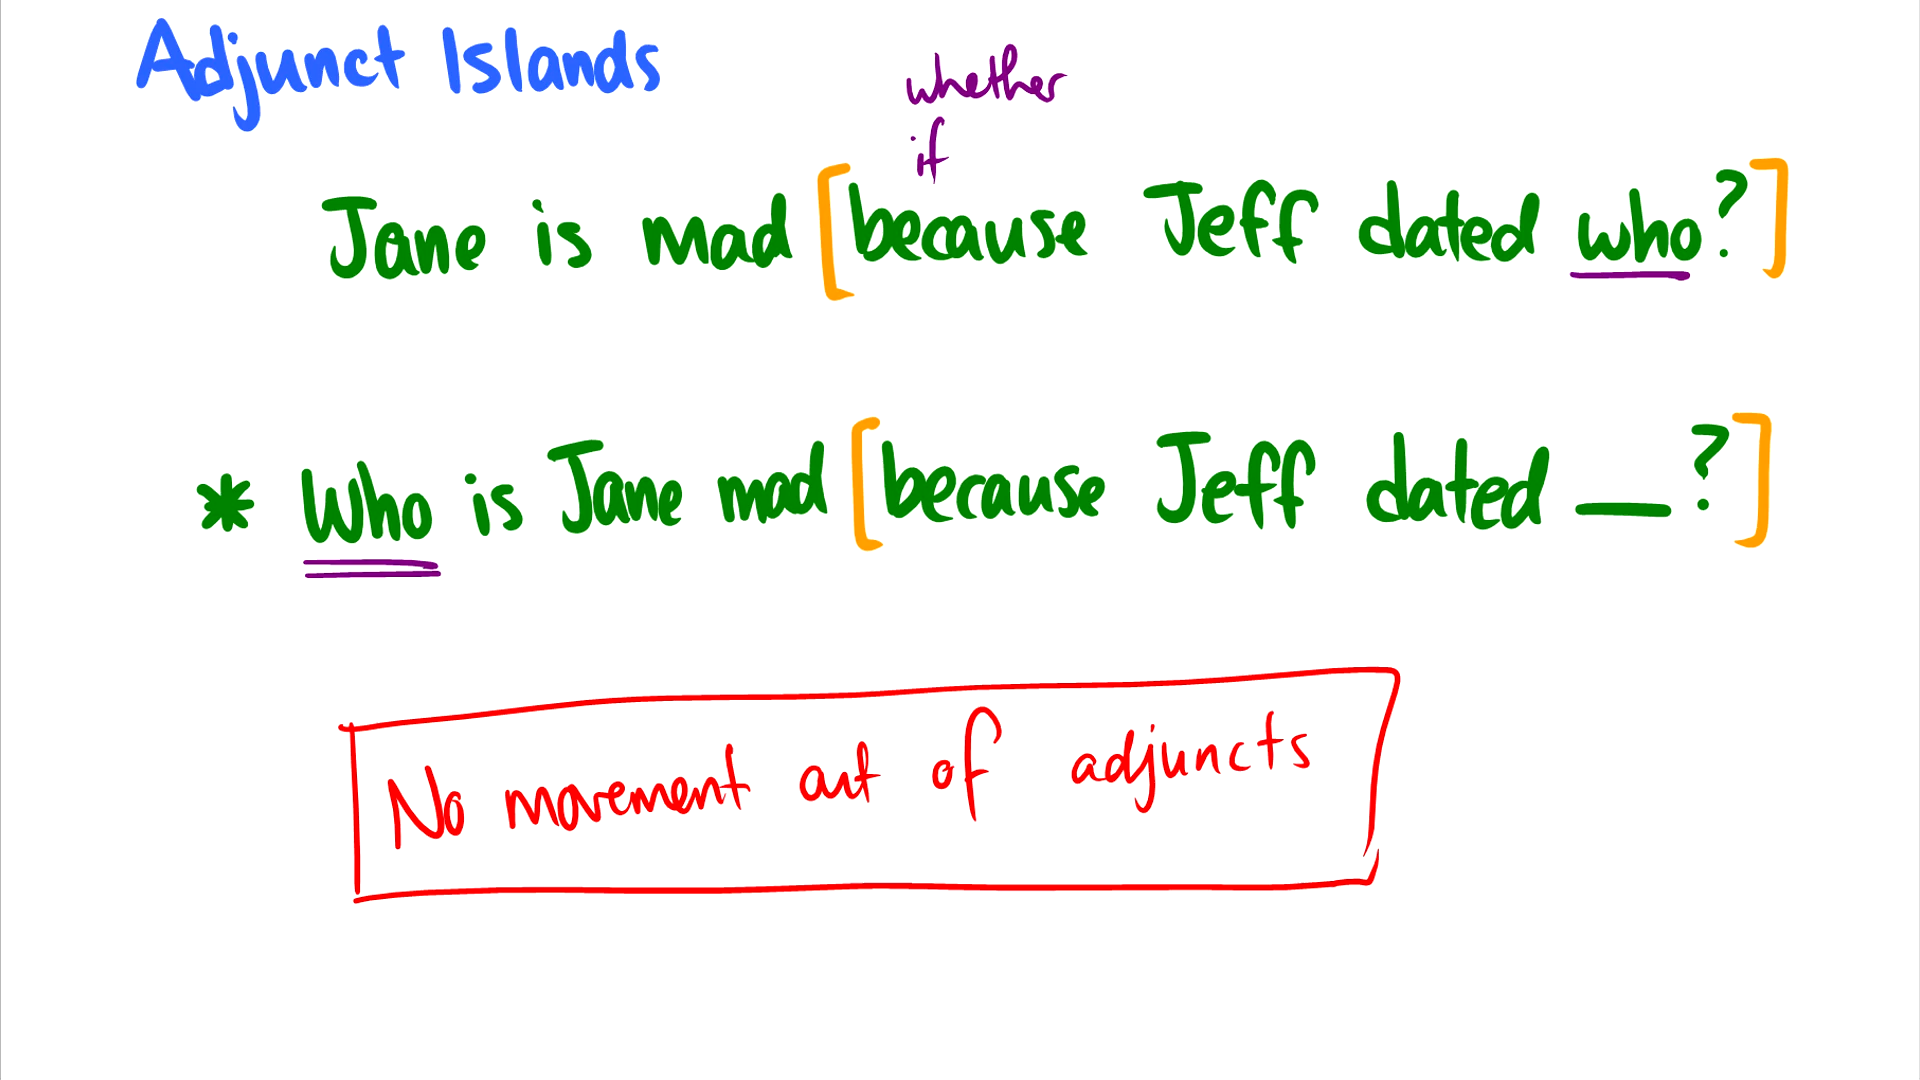 Adjunct Islands
whether
if
Jane is mad [because Jeff dated who?]
* Who is Jane mad [because Jeff dated __?]
No movement out of adjuncts